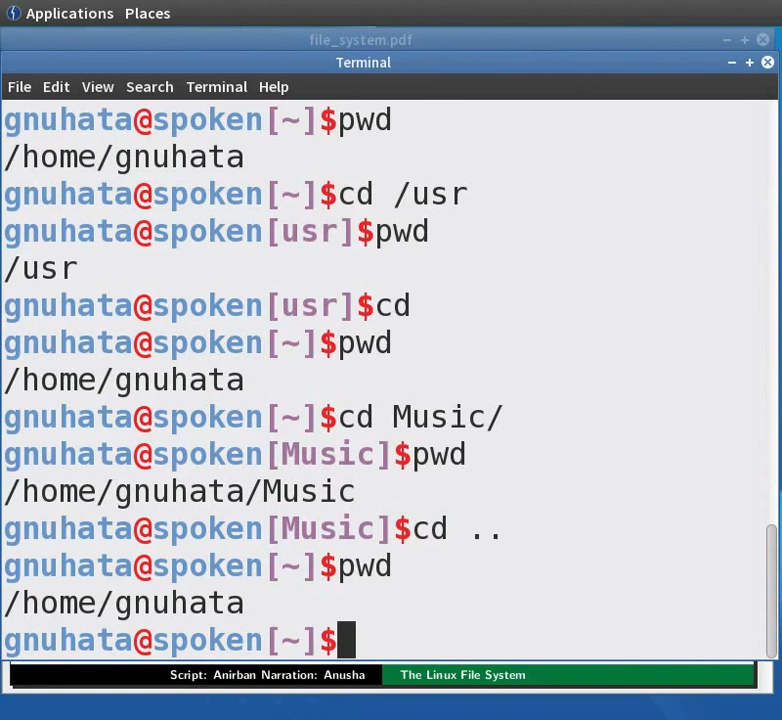 Applications Places
file_system.pdf
Terminal
File Edit View Search Terminal Help
gnuhata@spoken[~]$pwd
/home/gnuhata
gnuhata@spoken[~]$cd /usr
gnuhata@spoken[usr]$pwd
/usr
gnuhata@spoken[usr]$cd
gnuhata@spoken[~]$pwd
/home/gnuhata
gnuhata@spoken[~]$cd Music/
gnuhata@spoken[Music]$pwd
/home/gnuhata/Music
gnuhata@spoken[Music]$cd ..
gnuhata@spoken[~]$pwd
/home/gnuhata
gnuhata@spoken[~]$
Script: Anirban Narration: Anusha The Linux File System